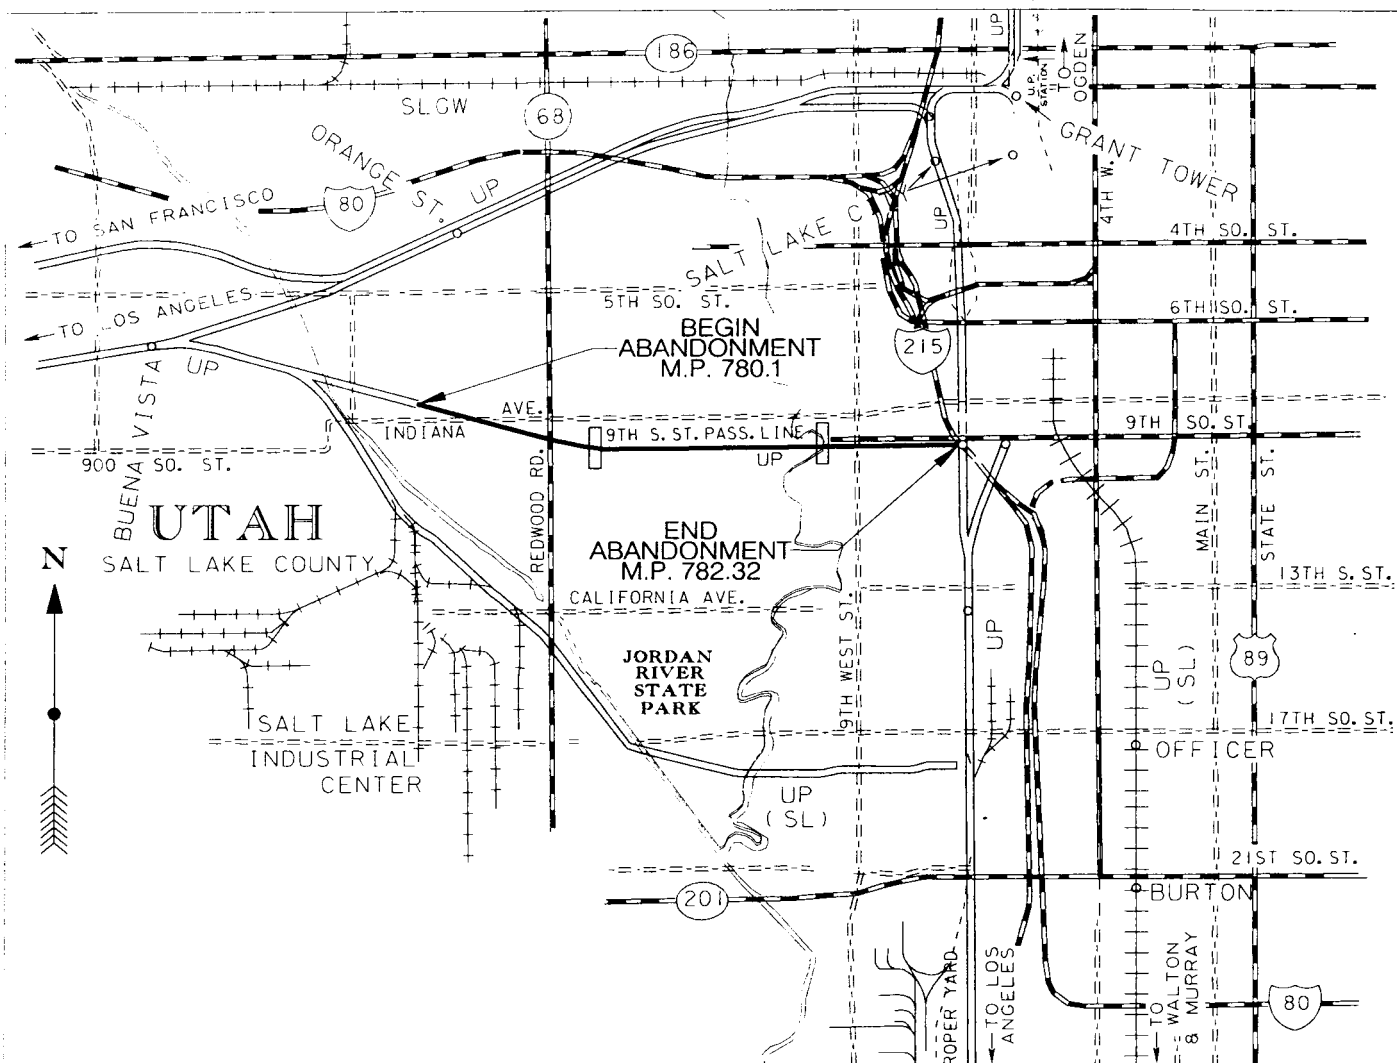 186
UP
U.P. STATION
TO OGDEN
SLGW
68
ORANGE ST.
GRANT TOWER
4TH W.
80
UP
TO SAN FRANCISCO
UP
SALT LAKE C
4TH SO. ST.
TO LOS ANGELES
5TH SO. ST.
6TH SO. ST.
BEGIN
ABANDONMENT
M.P. 780.1
215
UP
BUENA VISTA
AVE.
INDIANA
9TH S. ST. PASS. LINE
UP
9TH SO. ST.
900 SO. ST.
REDWOOD RD.
MAIN ST.
STATE ST.
UTAH
SALT LAKE COUNTY
N
END
ABANDONMENT
M.P. 782.32
13TH S. ST.
CALIFORNIA AVE.
9TH WEST ST.
UP
JORDAN
RIVER
STATE
PARK
UP
(SL)
89
SALT LAKE
INDUSTRIAL
CENTER
17TH SO. ST.
OFFICER
UP
(SL)
21ST SO. ST.
201
BURTON
ROPER YARD
TO LOS
ANGELES
TO WALTON
& MURRAY
80